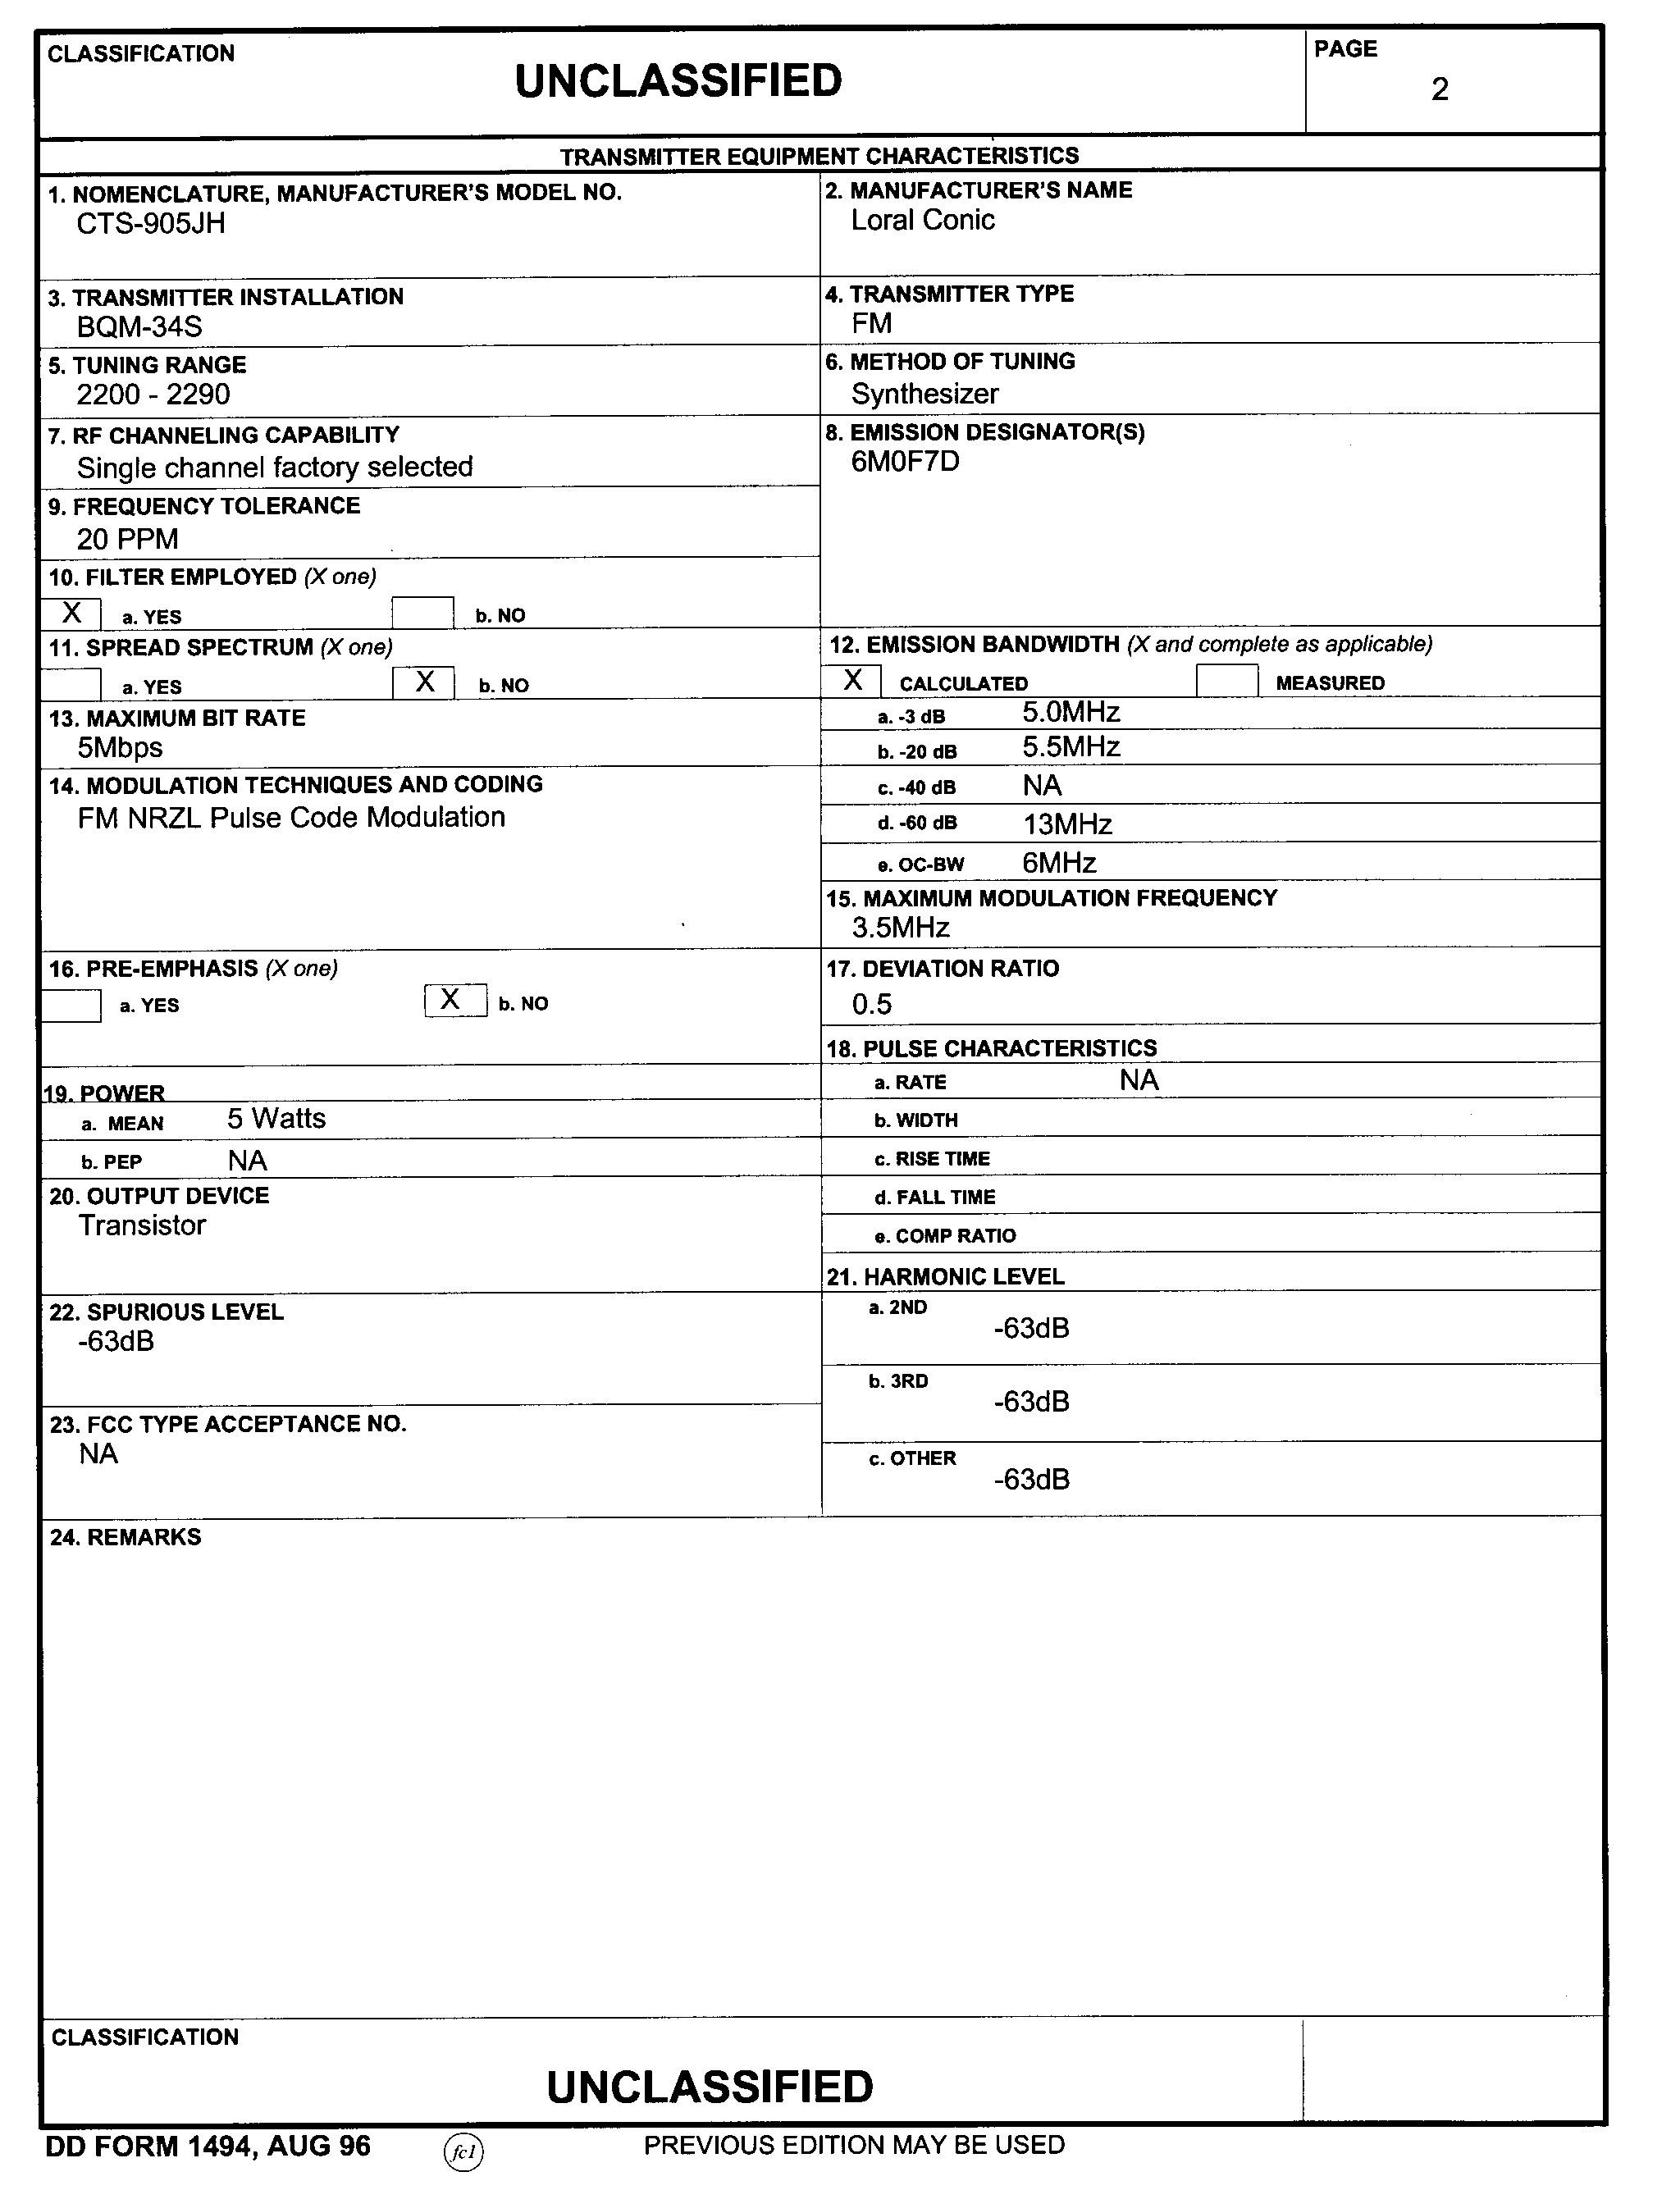 CLASSIFICATION
UNCLASSIFIED
PAGE
2
TRANSMITTER EQUIPMENT CHARACTERISTICS
1. NOMENCLATURE, MANUFACTURER'S MODEL NO.
CTS-905JH
2. MANUFACTURER'S NAME
Loral Conic
3. TRANSMITTER INSTALLATION
BQM-34S
4. TRANSMITTER TYPE
FM
5. TUNING RANGE
2200 - 2290
6. METHOD OF TUNING
Synthesizer
7. RF CHANNELING CAPABILITY
Single channel factory selected
8. EMISSION DESIGNATOR(S)
6M0F7D
9. FREQUENCY TOLERANCE
20 PPM
10. FILTER EMPLOYED (X one)
X a. YES b. NO
11. SPREAD SPECTRUM (X one)
a. YES X b. NO
12. EMISSION BANDWIDTH (X and complete as applicable)
X CALCULATED MEASURED
a. -3 dB 5.0MHz
b. -20 dB 5.5MHz
c. -40 dB NA
d. -60 dB 13MHz
e. OC-BW 6MHz
13. MAXIMUM BIT RATE
5Mbps
14. MODULATION TECHNIQUES AND CODING
FM NRZL Pulse Code Modulation
15. MAXIMUM MODULATION FREQUENCY
3.5MHz
16. PRE-EMPHASIS (X one)
a. YES X b. NO
17. DEVIATION RATIO
0.5
18. PULSE CHARACTERISTICS
a. RATE NA
b. WIDTH
c. RISE TIME
d. FALL TIME
e. COMP RATIO
19. POWER
a. MEAN 5 Watts
b. PEP NA
20. OUTPUT DEVICE
Transistor
21. HARMONIC LEVEL
a. 2ND
-63dB
b. 3RD
-63dB
c. OTHER
-63dB
22. SPURIOUS LEVEL
-63dB
23. FCC TYPE ACCEPTANCE NO.
NA
24. REMARKS
CLASSIFICATION
UNCLASSIFIED
DD FORM 1494, AUG 96 fc1 PREVIOUS EDITION MAY BE USED